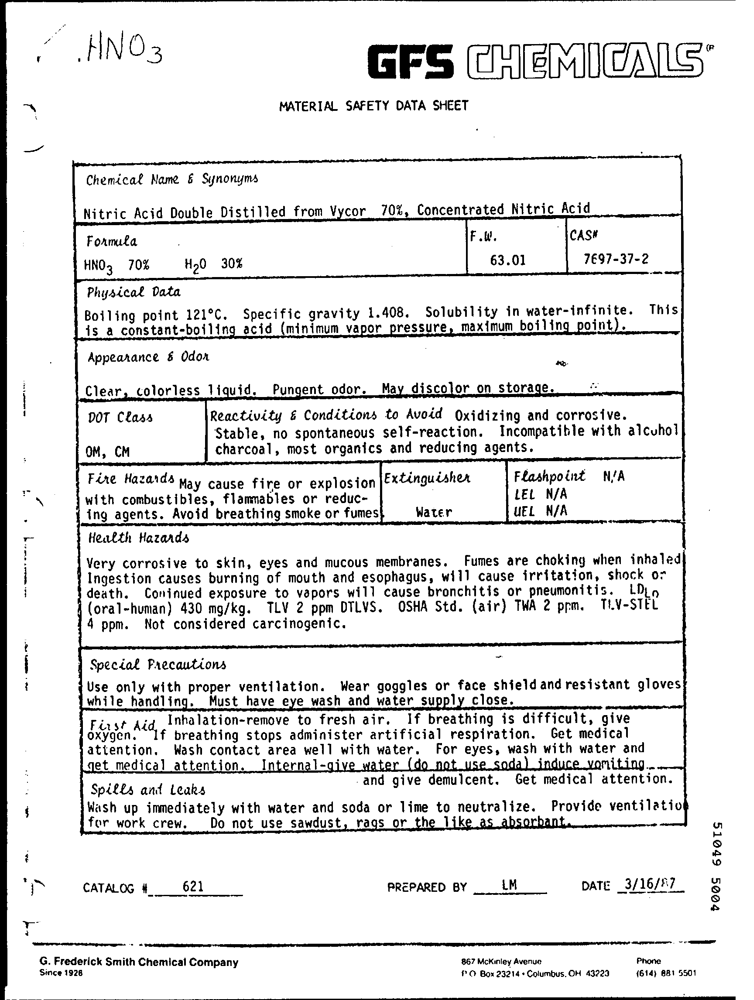 HNO3
GFS CHEMICALS
MATERIAL SAFETY DATA SHEET
Chemical Name & Synonyms
Nitric Acid Double Distilled from Vycor 70%, Concentrated Nitric Acid
Formula
HNO3 70% H2O 30%
F.W.
63.01
CAS#
7697-37-2
Physical Data
Boiling point 121°C. Specific gravity 1.408. Solubility in water-infinite. This
is a constant-boiling acid (minimum vapor pressure, maximum boiling point).
Appearance & Odor
Clear, colorless liquid. Pungent odor. May discolor on storage.
DOT Class
OM, CM
Reactivity & Conditions to Avoid Oxidizing and corrosive.
Stable, no spontaneous self-reaction. Incompatible with alcohol
charcoal, most organics and reducing agents.
Fire Hazards May cause fire or explosion
with combustibles, flammables or reduc-
ing agents. Avoid breathing smoke or fumes
Extinguisher
Water
Flashpoint N/A
LEL N/A
UEL N/A
Health Hazards
Very corrosive to skin, eyes and mucous membranes. Fumes are choking when inhaled
Ingestion causes burning of mouth and esophagus, will cause irritation, shock or
death. Coninued exposure to vapors will cause bronchitis or pneumonitis. LDLo
(oral-human) 430 mg/kg. TLV 2 ppm DTLVS. OSHA Std. (air) TWA 2 ppm. TLV-STEL
4 ppm. Not considered carcinogenic.
Special Precautions
Use only with proper ventilation. Wear goggles or face shield and resistant gloves
while handling. Must have eye wash and water supply close.
First Aid Inhalation-remove to fresh air. If breathing is difficult, give
oxygen. If breathing stops administer artificial respiration. Get medical
attention. Wash contact area well with water. For eyes, wash with water and
get medical attention. Internal-give water (do not use soda) induce vomiting
and give demulcent. Get medical attention.
Spills and Leaks
Wash up immediately with water and soda or lime to neutralize. Provide ventilatio
for work crew. Do not use sawdust, rags or the like as absorbant.
51049 5004
CATALOG # 621 PREPARED BY LM DATE 3/16/87
G. Frederick Smith Chemical Company
Since 1928
867 McKinley Avenue
P O Box 23214 • Columbus, OH 43223
Phone
(614) 881 5501